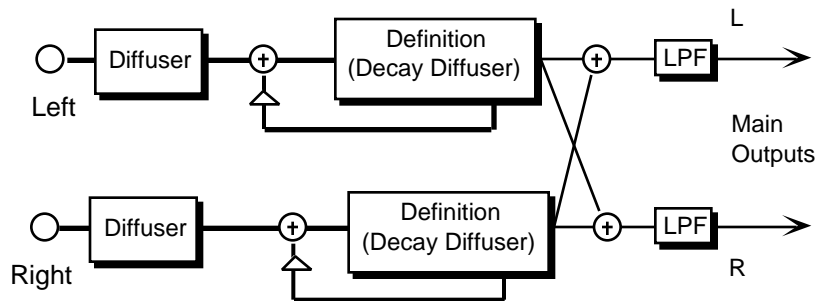 L
Diffuser
Definition
(Decay Diffuser)
+
+
LPF
Left
Main
Outputs
Diffuser
Definition
(Decay Diffuser)
+
+
LPF
Right
R